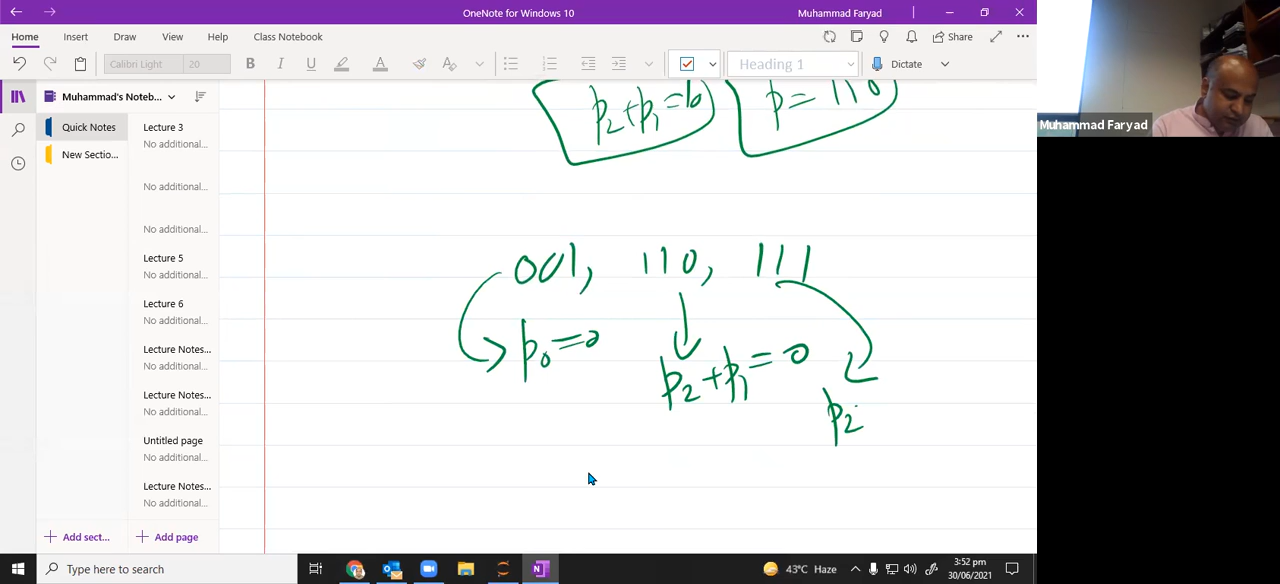 OneNote for Windows 10
Muhammad Faryad
Home Insert Draw View Help Class Notebook
Share
Calibri Light 20 B I U A Heading 1 Dictate
Muhammad's Noteb...
Quick Notes
New Sectio...
Lecture 3
No additional...
No additional...
No additional...
Lecture 5
No additional...
Lecture 6
No additional...
Lecture Notes...
No additional...
Lecture Notes...
No additional...
Untitled page
No additional...
Lecture Notes...
No additional...
Add sect...
Add page
p₂+p₁=0
p=110
001, 110, 111
p₀=0
p₂+p₁=0
p₂
Muhammad Faryad
Type here to search
43°C Haze
3:52 pm
30/06/2021